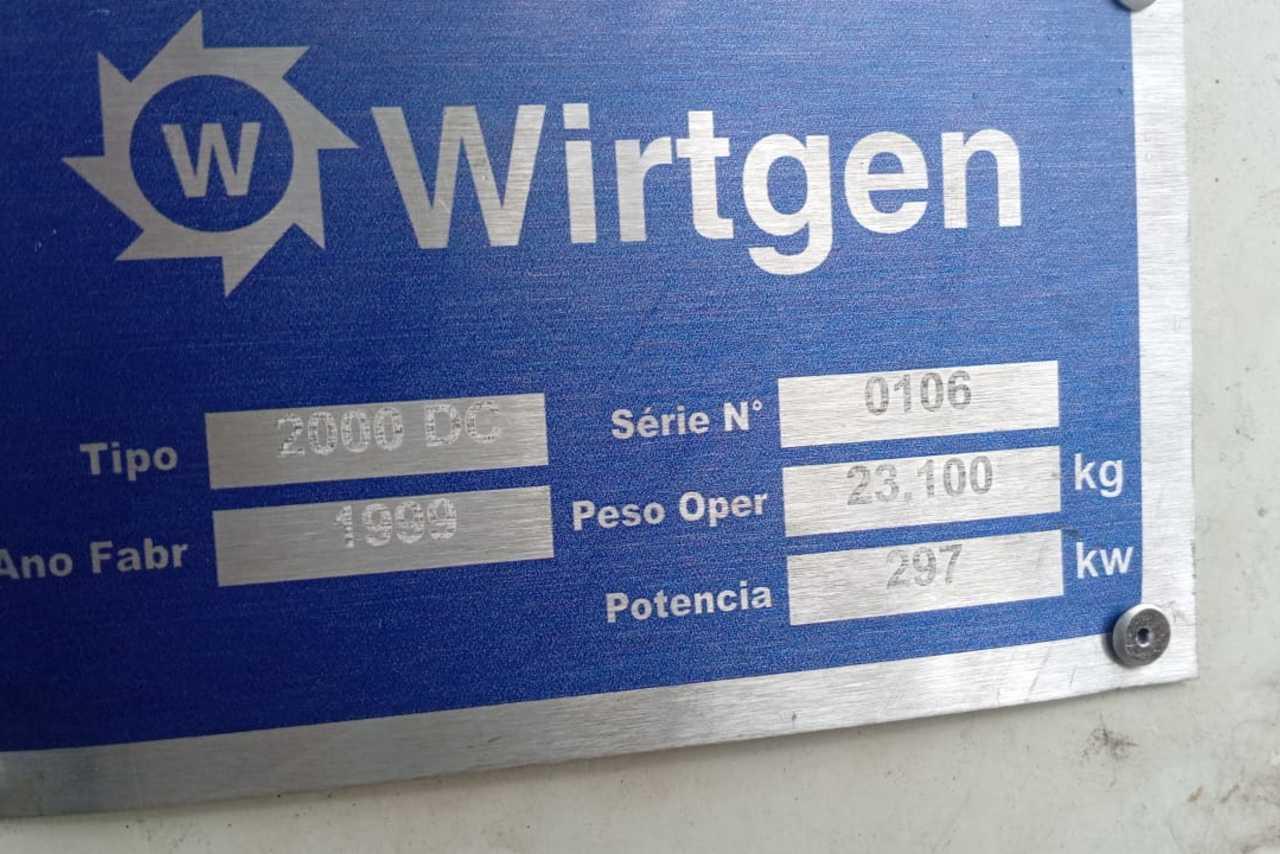 W Wirtgen
Tipo 2000 DC
Ano Fabr 1999
Série N° 0106
Peso Oper 23.100 kg
Potencia 297 kw